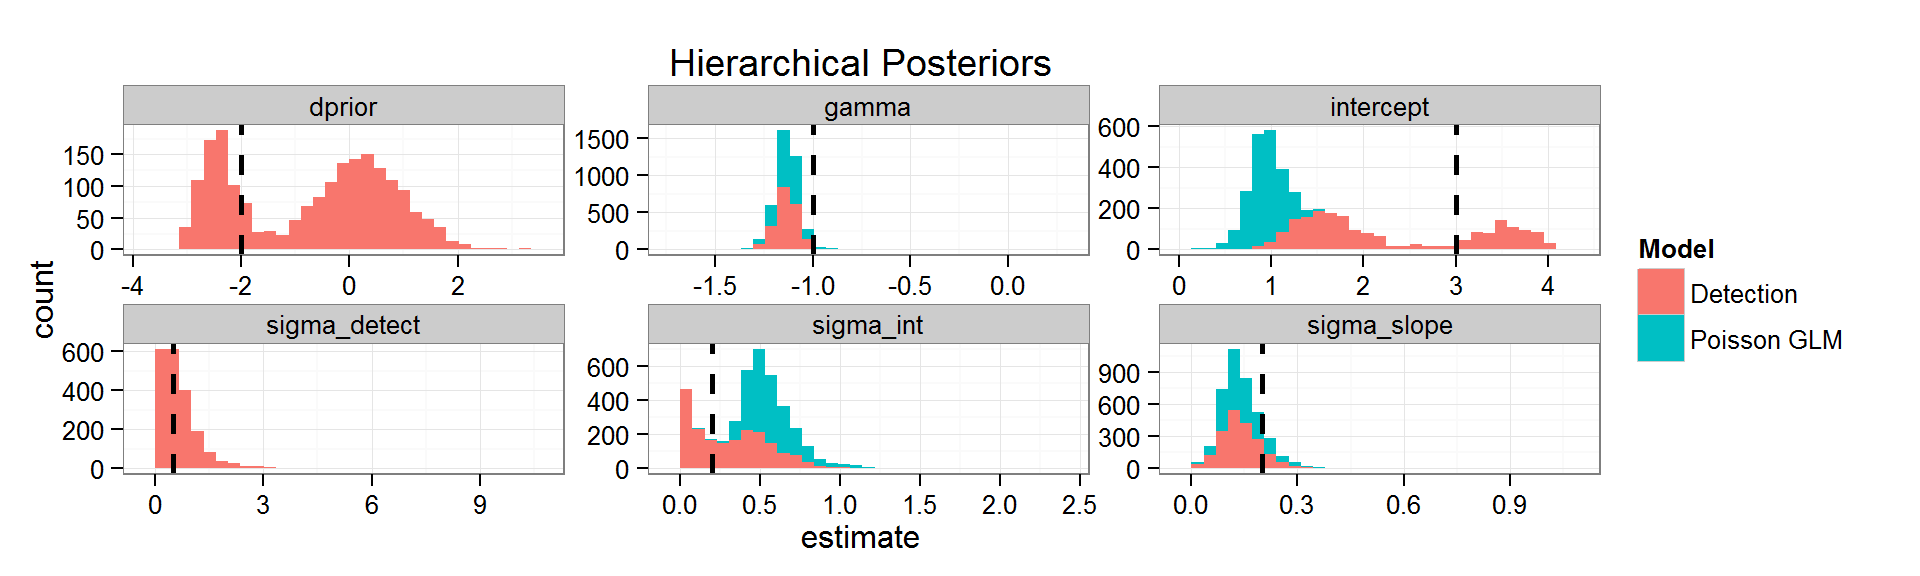 Hierarchical Posteriors
dprior
gamma
intercept
150
100
50
0
1500
1000
500
0
600
400
200
0
-4 -2 0 2
-1.5 -1.0 -0.5 0.0
0 1 2 3 4
count
sigma_detect
sigma_int
sigma_slope
600
400
200
0
600
400
200
0
900
600
300
0
0 3 6 9
0.0 0.5 1.0 1.5 2.0 2.5
0.0 0.3 0.6 0.9
estimate
Model
Detection
Poisson GLM